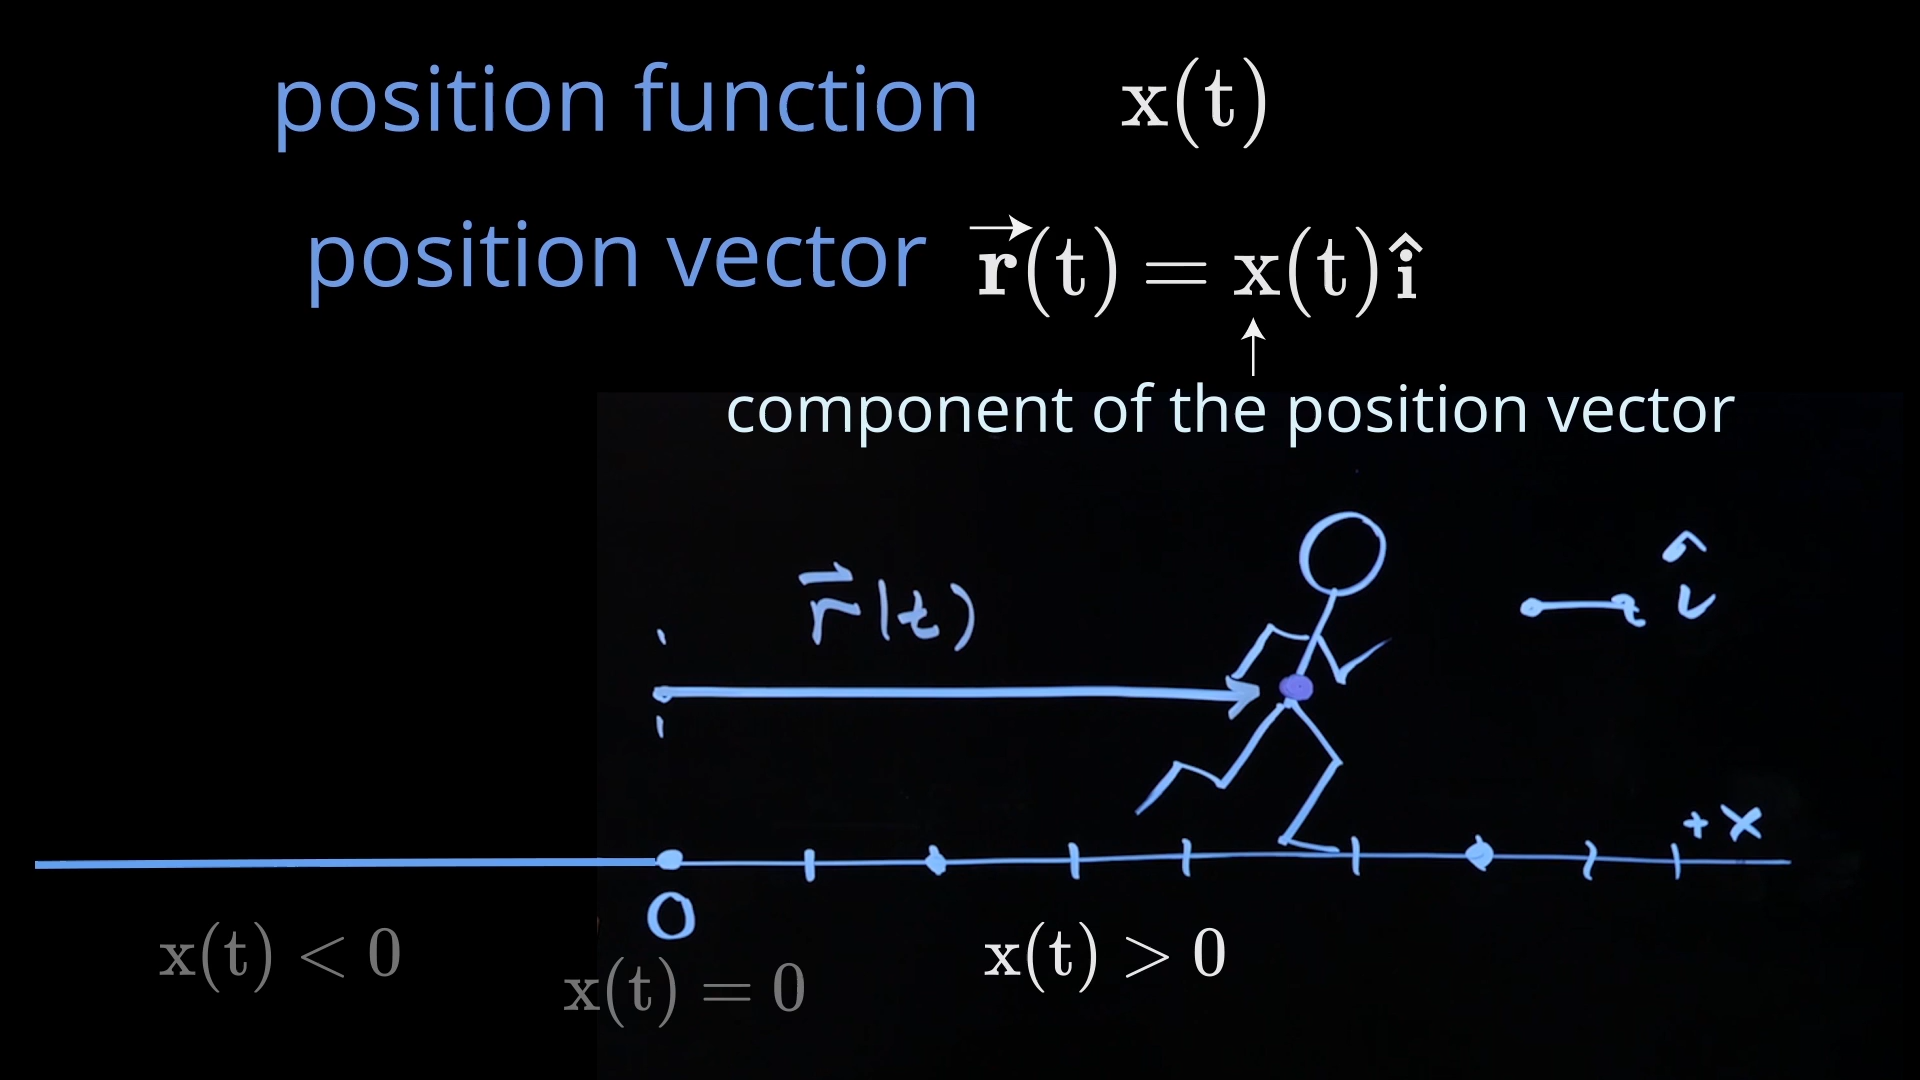 position function x(t)
position vector r⃗(t) = x(t)î
component of the position vector
î
r⃗(t)
+x
0
x(t) < 0
x(t) > 0
x(t) = 0